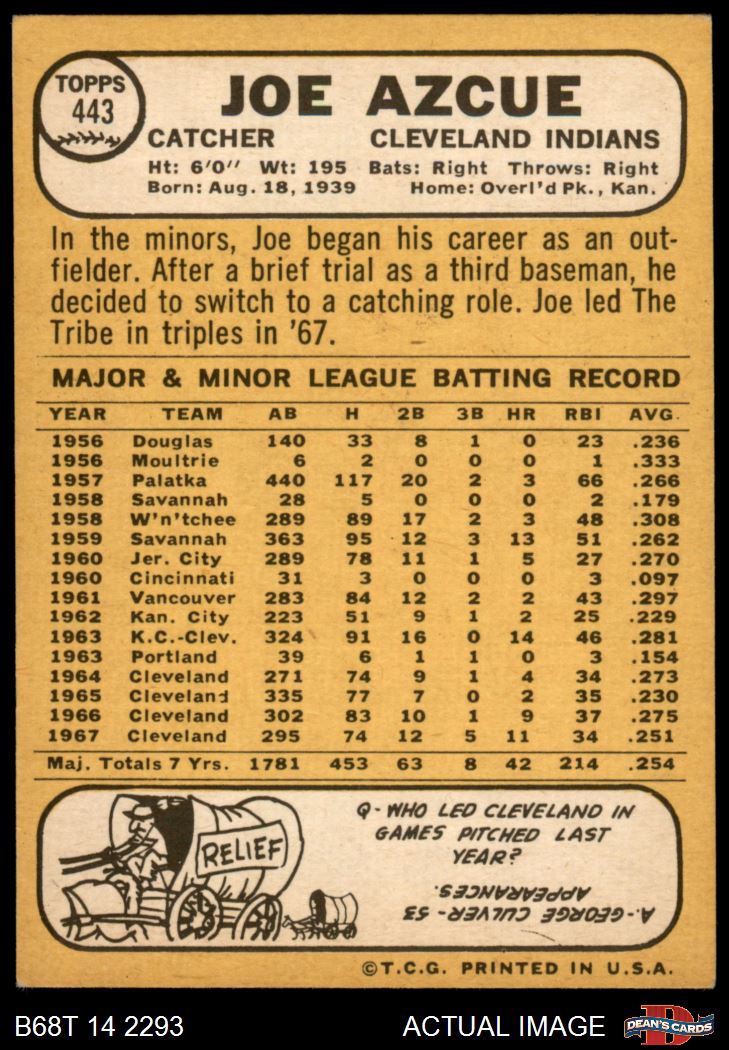 TOPPS
443
JOE AZCUE
CATCHER CLEVELAND INDIANS
Ht: 6'0'' Wt: 195 Bats: Right Throws: Right
Born: Aug. 18, 1939 Home: Overl'd Pk., Kan.
In the minors, Joe began his career as an out-
fielder. After a brief trial as a third baseman, he
decided to switch to a catching role. Joe led The
Tribe in triples in '67.
MAJOR & MINOR LEAGUE BATTING RECORD
YEAR TEAM AB H 2B 3B HR RBI AVG.
1956 Douglas 140 33 8 1 0 23 .236
1956 Moultrie 6 2 0 0 0 1 .333
1957 Palatka 440 117 20 2 3 66 .266
1958 Savannah 28 5 0 0 0 2 .179
1958 W'n'tchee 289 89 17 2 3 48 .308
1959 Savannah 363 95 12 3 13 51 .262
1960 Jer. City 289 78 11 1 5 27 .270
1960 Cincinnati 31 3 0 0 0 3 .097
1961 Vancouver 283 84 12 2 2 43 .297
1962 Kan. City 223 51 9 1 2 25 .229
1963 K.C.-Clev. 324 91 16 0 14 46 .281
1963 Portland 39 6 1 1 0 3 .154
1964 Cleveland 271 74 9 1 4 34 .273
1965 Cleveland 335 77 7 0 2 35 .230
1966 Cleveland 302 83 10 1 9 37 .275
1967 Cleveland 295 74 12 5 11 34 .251
Maj. Totals 7 Yrs. 1781 453 63 8 42 214 .254
RELIEF
Q- WHO LED CLEVELAND IN
GAMES PITCHED LAST
YEAR?
A.-GEORGE CULVER-53
APPEARANCES.
©T.C.G. PRINTED IN U.S.A.
B68T 14 2293 ACTUAL IMAGE
D
DEAN'S CARDS